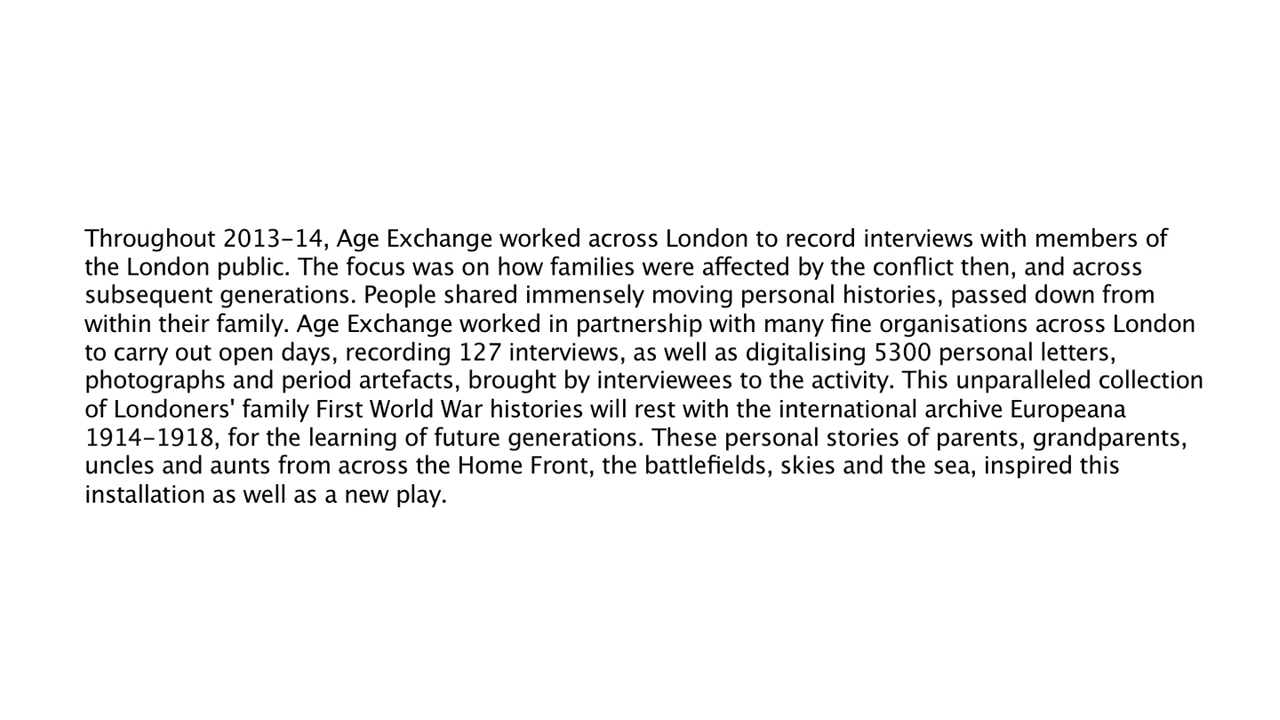 Throughout 2013–14, Age Exchange worked across London to record interviews with members of
the London public. The focus was on how families were affected by the conflict then, and across
subsequent generations. People shared immensely moving personal histories, passed down from
within their family. Age Exchange worked in partnership with many fine organisations across London
to carry out open days, recording 127 interviews, as well as digitalising 5300 personal letters,
photographs and period artefacts, brought by interviewees to the activity. This unparalleled collection
of Londoners' family First World War histories will rest with the international archive Europeana
1914–1918, for the learning of future generations. These personal stories of parents, grandparents,
uncles and aunts from across the Home Front, the battlefields, skies and the sea, inspired this
installation as well as a new play.